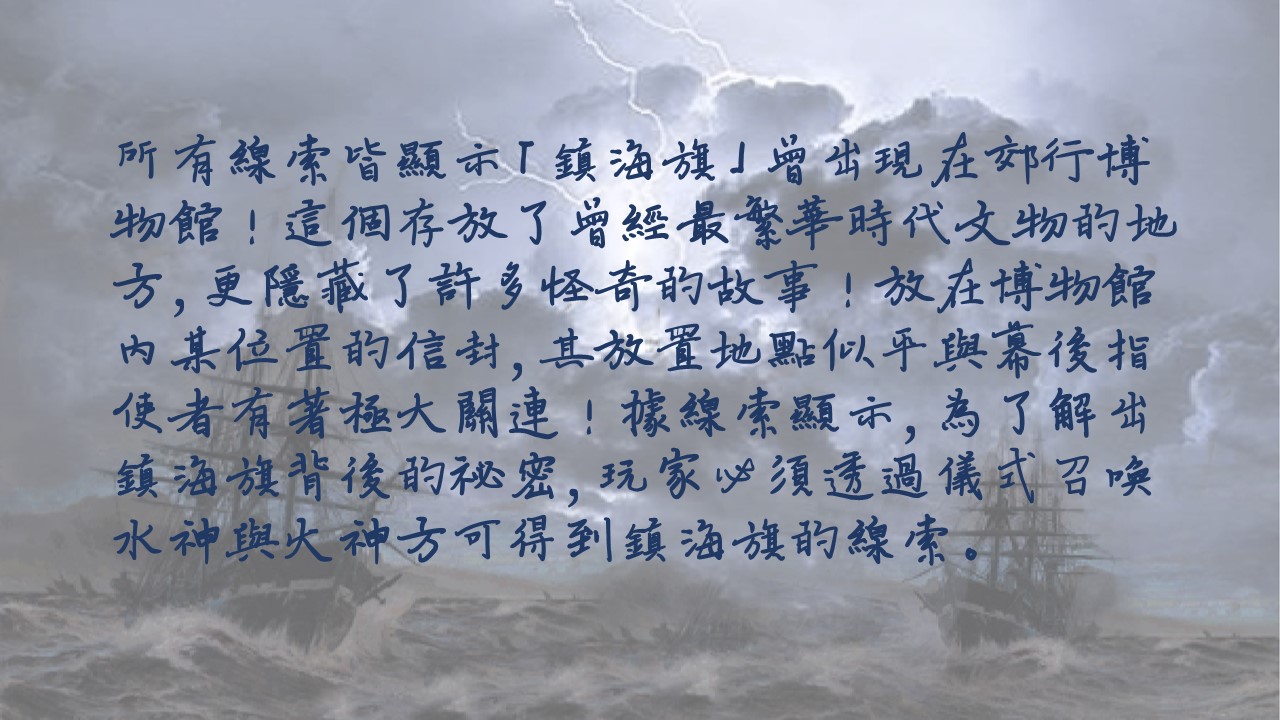 所有線索皆顯示「鎮海旗」曾出現在郊行博
物館！這個存放了曾經最繁華時代文物的地
方,更隱藏了許多怪奇的故事！放在博物館
內某位置的信封,其放置地點似乎與幕後指
使者有著極大關連！據線索顯示,為了解出
鎮海旗背後的祕密,玩家必須透過儀式召喚
水神與火神方可得到鎮海旗的線索。